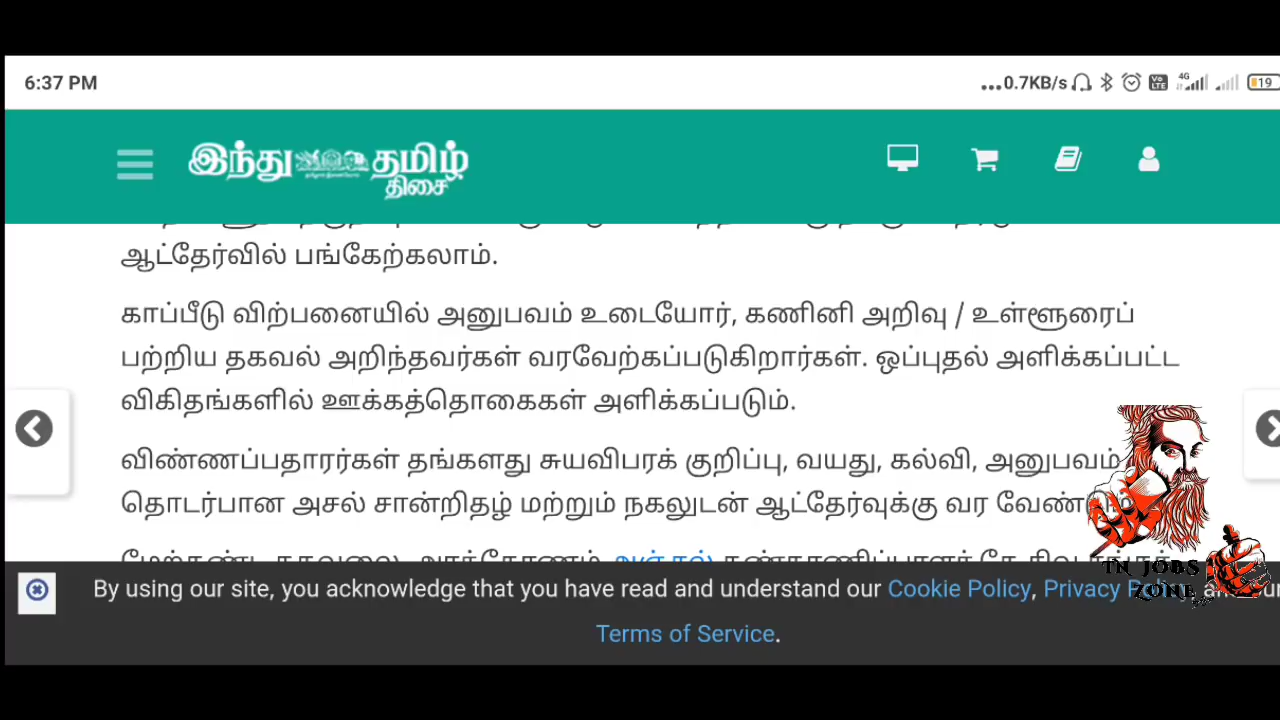 6:37 PM
...0.7KB/s 4G Vo LTE 19
இந்து தமிழ்
திசை
ஆட்தேர்வில் பங்கேற்கலாம்.
காப்பீடு விற்பனையில் அனுபவம் உடையோர், கணினி அறிவு / உள்ளூரைப்
பற்றிய தகவல் அறிந்தவர்கள் வரவேற்கப்படுகிறார்கள். ஒப்புதல் அளிக்கப்பட்ட
விகிதங்களில் ஊக்கத்தொகைகள் அளிக்கப்படும்.
விண்ணப்பதாரர்கள் தங்களது சுயவிபரக் குறிப்பு, வயது, கல்வி, அனுபவம்
தொடர்பான அசல் சான்றிதழ் மற்றும் நகலுடன் ஆட்தேர்வுக்கு வர
By using our site, you acknowledge that you have read and understand our Cookie Policy,
Terms of Service.
TN JOBS
ZONE